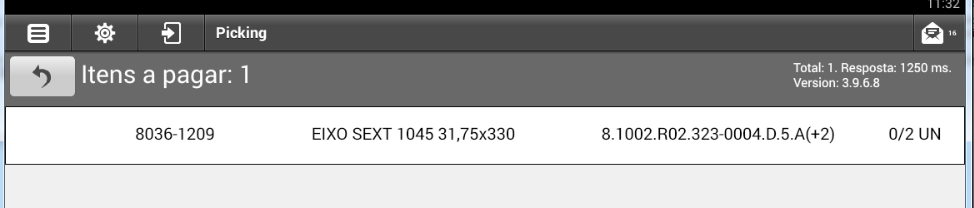 11:32
Picking
16
Itens a pagar: 1
Total: 1. Resposta: 1250 ms.
Version: 3.9.6.8
8036-1209 EIXO SEXT 1045 31,75x330 8.1002.R02.323-0004.D.5.A(+2) 0/2 UN